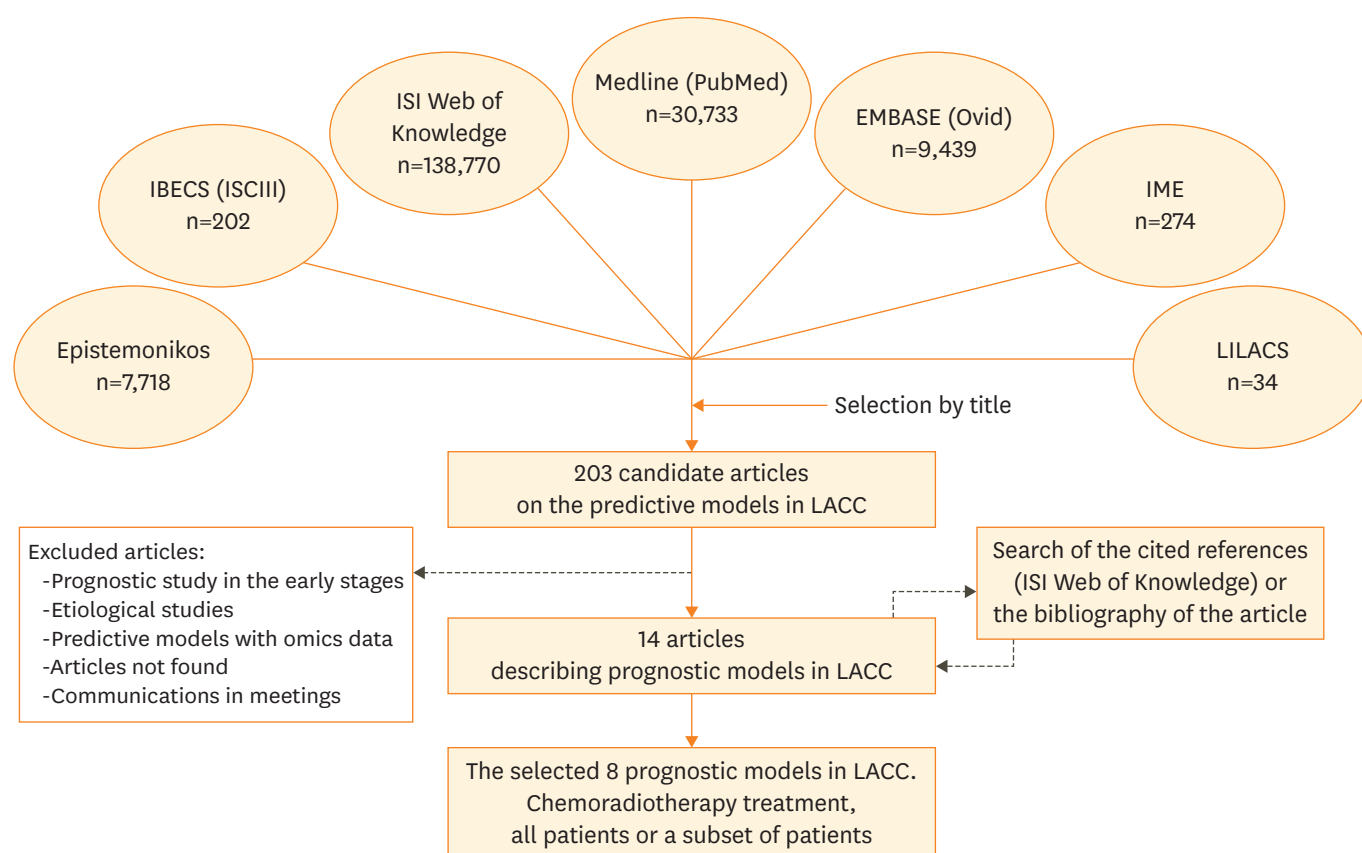 Medline (PubMed)
n=30,733
ISI Web of
Knowledge
n=138,770
EMBASE (Ovid)
n=9,439
IBECS (ISCIII)
n=202
IME
n=274
Epistemonikos
n=7,718
LILACS
n=34
Selection by title
203 candidate articles
on the predictive models in LACC
Excluded articles:
-Prognostic study in the early stages
-Etiological studies
-Predictive models with omics data
-Articles not found
-Communications in meetings
Search of the cited references
(ISI Web of Knowledge) or
the bibliography of the article
14 articles
describing prognostic models in LACC
The selected 8 prognostic models in LACC.
Chemoradiotherapy treatment,
all patients or a subset of patients